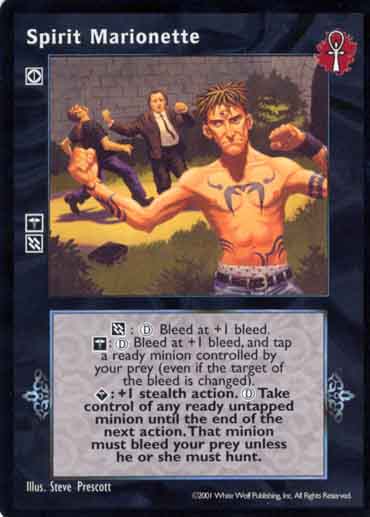 Spirit Marionette
: Ⓓ Bleed at +1 bleed.
: Ⓓ Bleed at +1 bleed, and tap
a ready minion controlled by
your prey (even if the target of
the bleed is changed).
: +1 stealth action. Ⓓ Take
control of any ready untapped
minion until the end of the
next action. That minion
must bleed your prey unless
he or she must hunt.
Illus. Steve Prescott
©2001 White Wolf Publishing, Inc. All Rights Reserved.